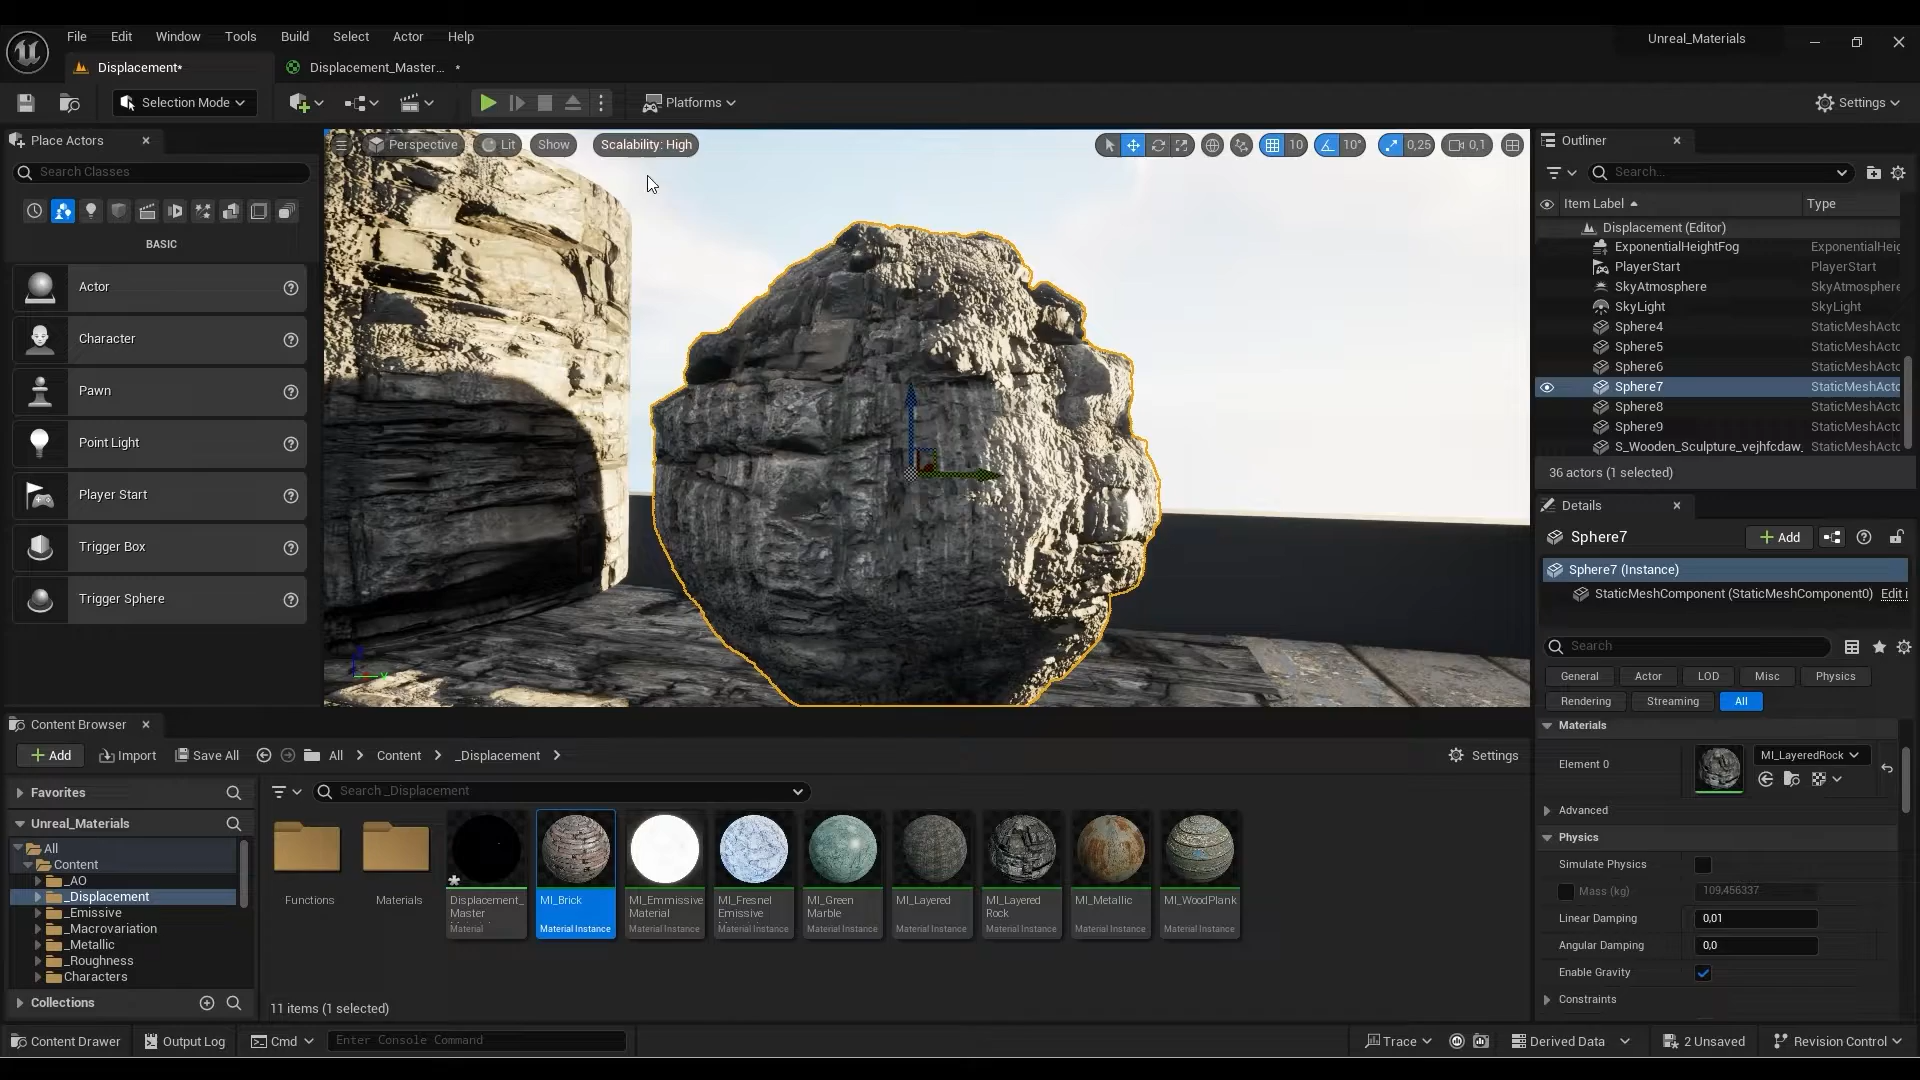 File Edit Window Tools Build Select Actor Help
Unreal_Materials
Displacement*
Displacement_Master... *
Selection Mode
Platforms
Settings
Place Actors
Search Classes
BASIC
Actor
Character
Pawn
Point Light
Player Start
Trigger Box
Trigger Sphere
Perspective
Lit
Show
Scalability: High
10
10°
0,25
0,1
Outliner
Search...
Item Label
Type
Displacement (Editor)
ExponentialHeightFog ExponentialHeig
PlayerStart PlayerStart
SkyAtmosphere SkyAtmosphere
SkyLight SkyLight
Sphere4 StaticMeshActo
Sphere5 StaticMeshActo
Sphere6 StaticMeshActo
Sphere7 StaticMeshActo
Sphere8 StaticMeshActo
Sphere9 StaticMeshActo
S_Wooden_Sculpture_vejhfcdaw_ StaticMeshActo
36 actors (1 selected)
Details
Sphere7
+ Add
Sphere7 (Instance)
StaticMeshComponent (StaticMeshComponent0) Edit i
Search
General Actor LOD Misc Physics
Rendering Streaming All
Materials
Element 0
MI_LayeredRock
Advanced
Physics
Simulate Physics
Mass (kg) 109,456337
Linear Damping 0,01
Angular Damping 0,0
Enable Gravity
Constraints
Content Browser
+ Add
Import
Save All
All > Content > _Displacement >
Settings
Favorites
Unreal_Materials
All
Content
_AO
_Displacement
_Emissive
_Macrovariation
_Metallic
_Roughness
Characters
Collections
Search _Displacement
Functions
Materials
Displacement_
Master
Material
Material
MI_Brick
Material Instance
MI_Emmissive
Material
Material Instance
MI_Fresnel
Emissive
Material
Material Instance
MI_Green
Marble
Material Instance
MI_Layered
Material Instance
MI_Layered
Rock
Material Instance
MI_Metallic
Material Instance
MI_WoodPlank
Material Instance
11 items (1 selected)
Content Drawer
Output Log
Cmd
Enter Console Command
Trace
Derived Data
2 Unsaved
Revision Control